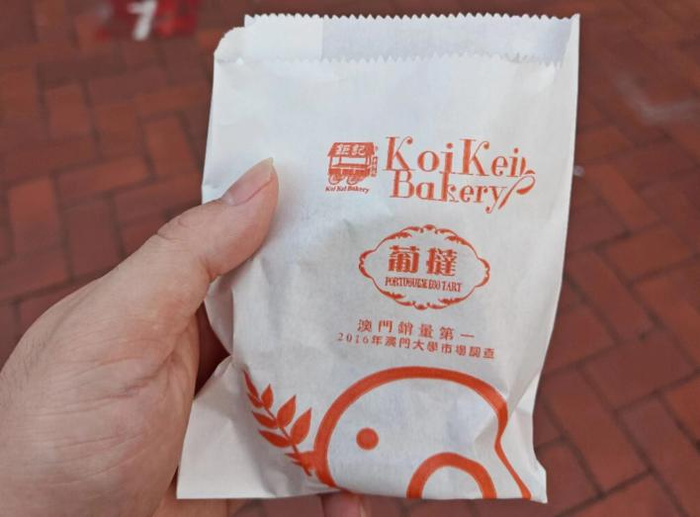 鉅記
Koi Kei Bakery
Koi Kei
Bakery
葡撻
PORTUGUESE EGG TART
澳門銷量第一
2016年澳門大學市場調查